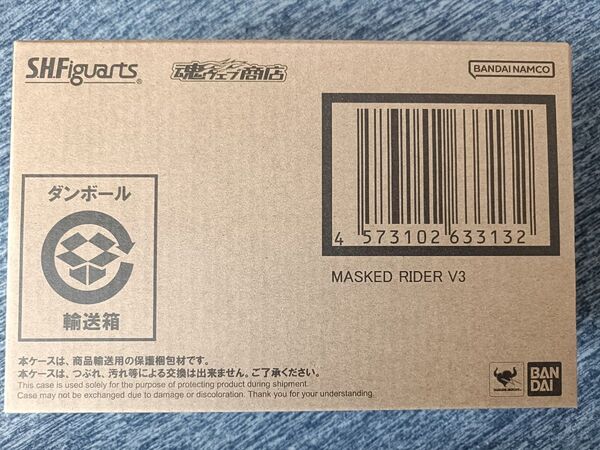 S.H.Figuarts®
魂ウェブ商店
BANDAI NAMCO
4 573102 633132
MASKED RIDER V3
ダンボール
輸送箱
本ケースは、商品輸送用の保護梱包材です。
本ケースは、つぶれ、汚れ等による交換は出来ません。ご了承ください。
This case is used solely for the purpose of protecting product during shipment.
Case may not be exchanged due to damage or discoloration. Thank you for your understanding.
BAN
DAI